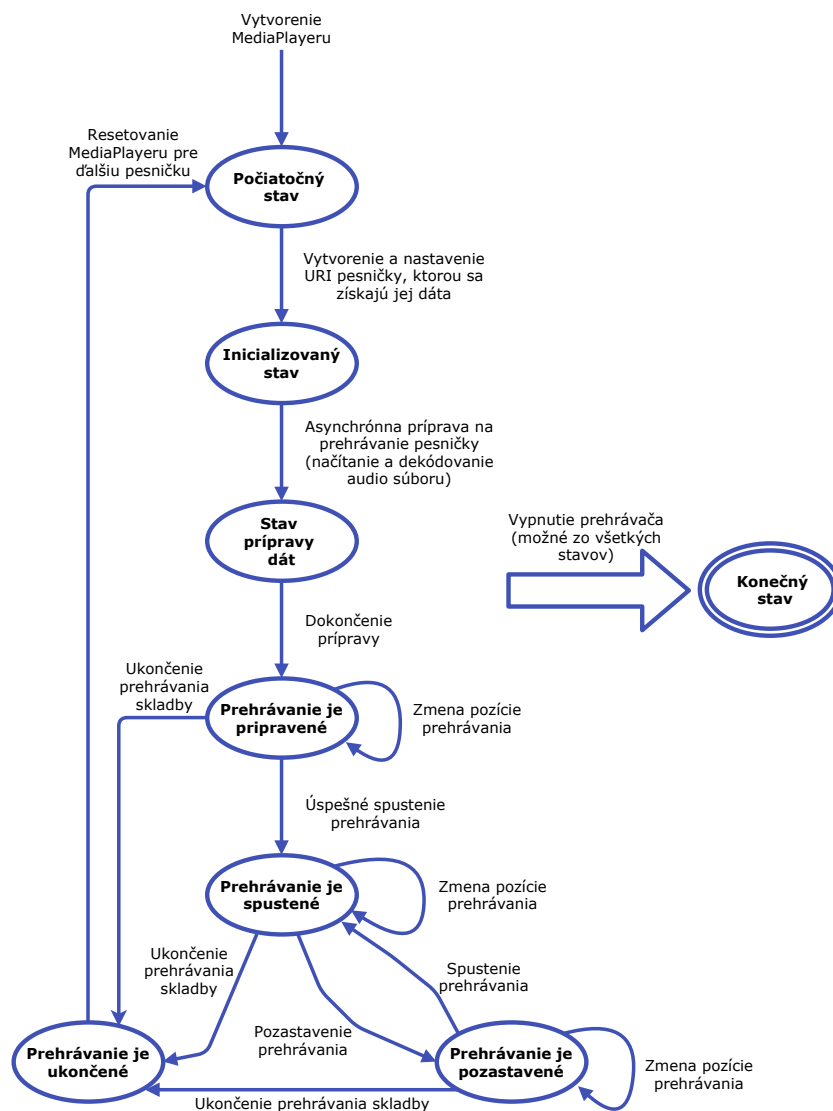 Vytvorenie
MediaPlayeru
Resetovanie
MediaPlayeru pre
ďalšiu pesničku
Počiatočný
stav
Vytvorenie a nastavenie
URI pesničky, ktorou sa
získajú jej dáta
Inicializovaný
stav
Asynchrónna príprava na
prehrávanie pesničky
(načítanie a dekódovanie
audio súboru)
Stav
prípravy
dát
Vypnutie prehrávača
(možné zo všetkých
stavov)
Konečný
stav
Dokončenie
prípravy
Ukončenie
prehrávania
skladby
Prehrávanie je
pripravené
Zmena pozície
prehrávania
Úspešné spustenie
prehrávania
Prehrávanie je
spustené
Zmena pozície
prehrávania
Ukončenie
prehrávania
skladby
Spustenie
prehrávania
Pozastavenie
prehrávania
Prehrávanie je
ukončené
Prehrávanie je
pozastavené
Zmena pozície
prehrávania
Ukončenie prehrávania skladby